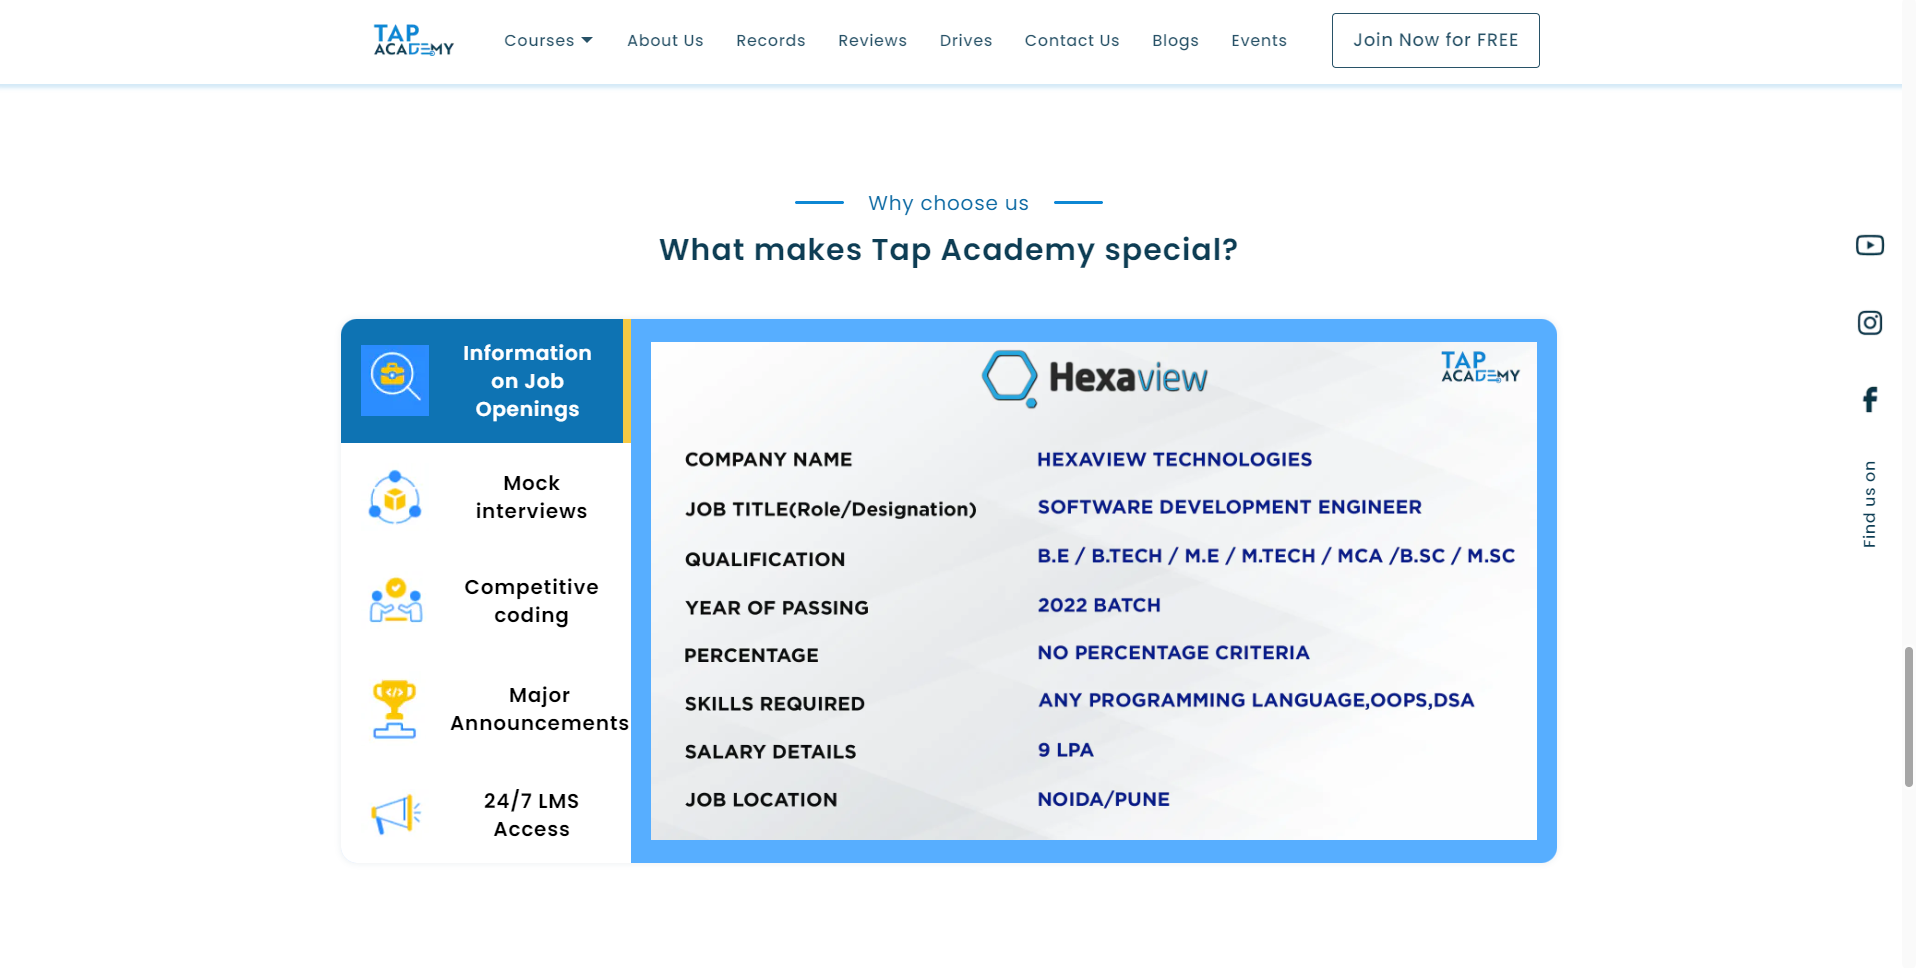 TAP
ACADEMY
Courses
About Us
Records
Reviews
Drives
Contact Us
Blogs
Events
Join Now for FREE
Why choose us
What makes Tap Academy special?
Information
on Job
Openings
Mock
interviews
Competitive
coding
Major
Announcements
24/7 LMS
Access
Hexaview
TAP
ACADEMY
COMPANY NAME HEXAVIEW TECHNOLOGIES
JOB TITLE(Role/Designation) SOFTWARE DEVELOPMENT ENGINEER
QUALIFICATION B.E / B.TECH / M.E / M.TECH / MCA /B.SC / M.SC
YEAR OF PASSING 2022 BATCH
PERCENTAGE NO PERCENTAGE CRITERIA
SKILLS REQUIRED ANY PROGRAMMING LANGUAGE,OOPS,DSA
SALARY DETAILS 9 LPA
JOB LOCATION NOIDA/PUNE
Find us on